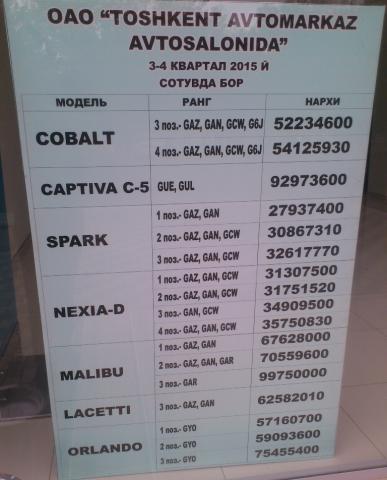 ОАО “TOSHKENT AVTOMARKAZ
AVTOSALONIDA”
3-4 КВАРТАЛ 2015 Й
СОТУВДА БОР
МОДЕЛЬ РАНГ НАРХИ
COBALT
3 поз.- GAZ, GAN, GCW, G6J 52234600
4 поз.- GAZ, GAN, GCW, G6J 54125930
CAPTIVA C-5 GUE, GUL 92973600
SPARK
1 поз.- GAZ, GAN 27937400
2 поз.- GAZ, GAN, GCW 30867310
3 поз.- GAZ, GAN, GCW 32617770
NEXIA-D
1 поз.- GAZ, GAN, GCW 31307500
2 поз.- GAZ, GAN, GCW 31751520
3 поз.- GAN, GCW 34909500
4 поз.- GAZ, GAN, GCW 35750830
MALIBU
1 поз.- GAZ, GAN 67628000
2 поз.- GAZ, GAN, GAR 70559600
3 поз.- GAR 99750000
LACETTI 3 поз.- GAZ, GAN 62582010
ORLANDO
1 поз.- GYO 57160700
2 поз.- GYO 59093600
3 поз.- GYO 75455400